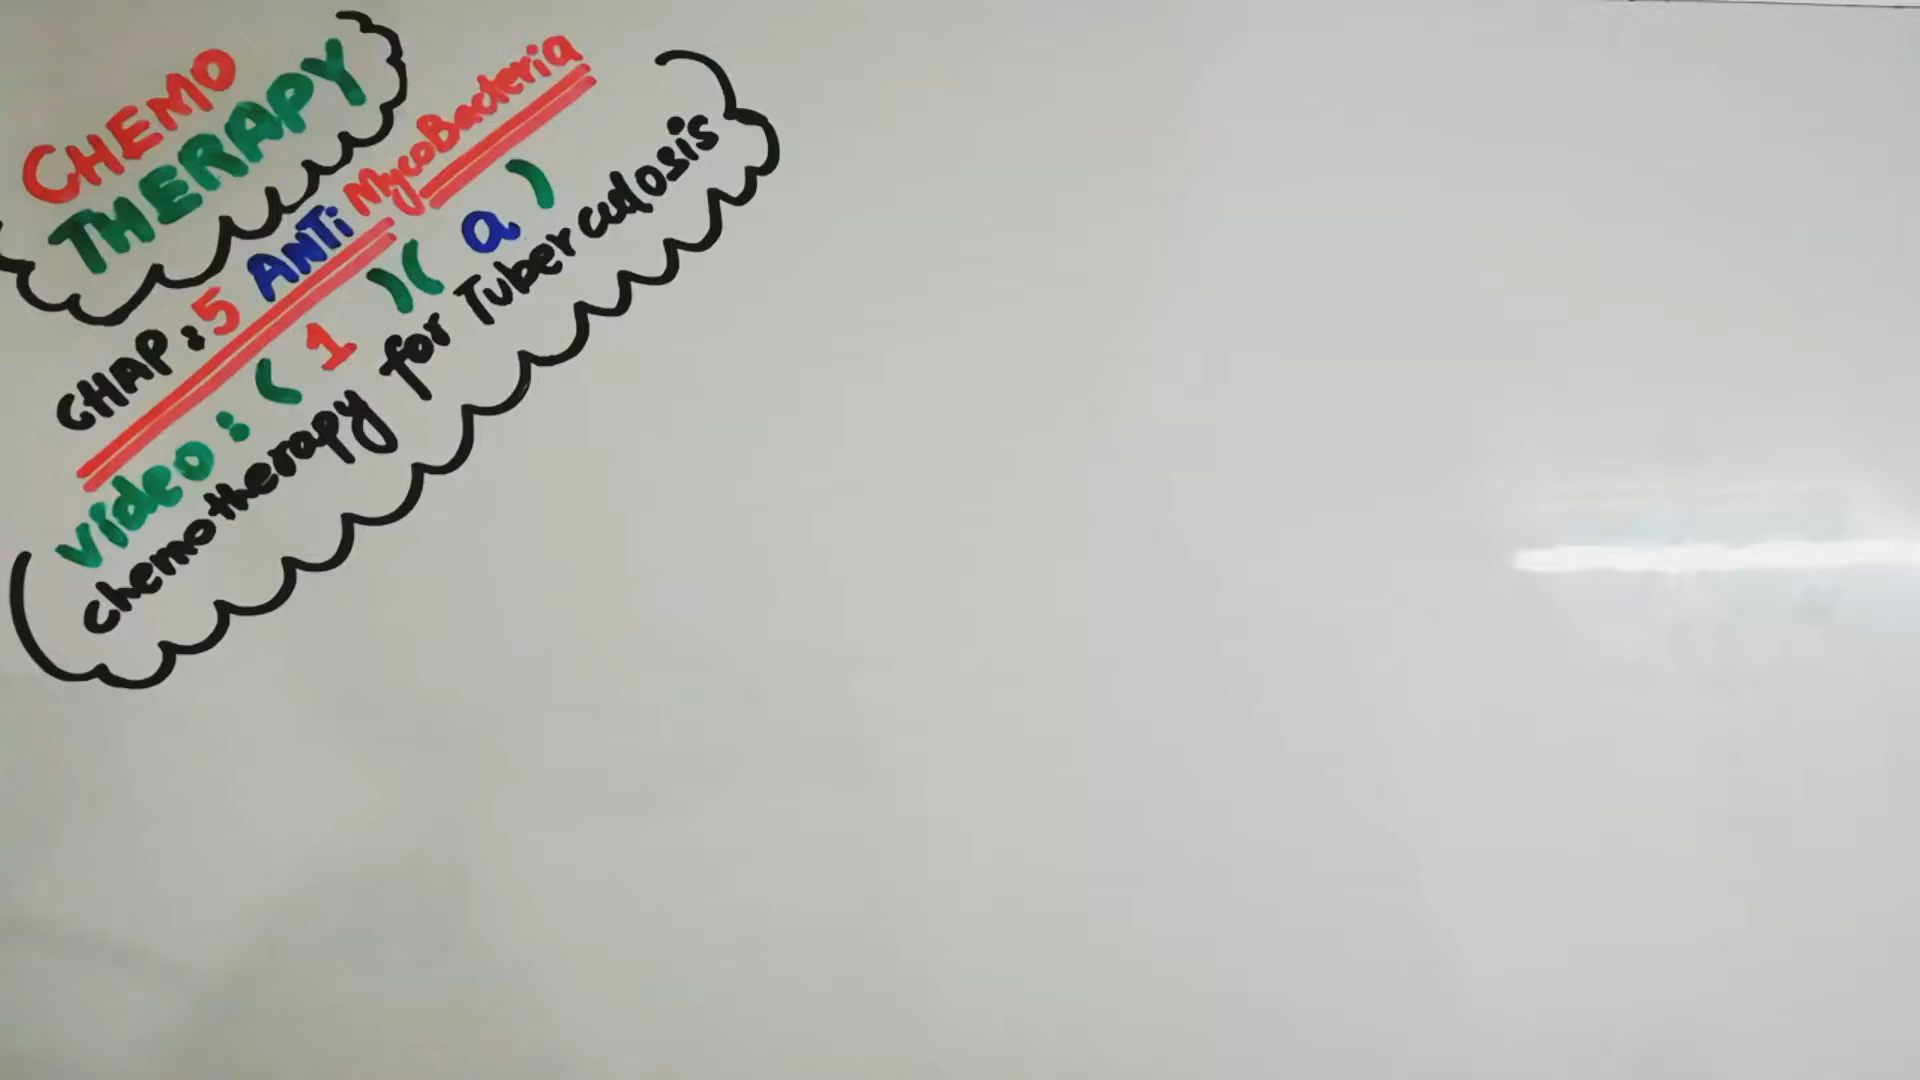 CHEMO
THERAPY
CHAP: 5 ANTi MycoBacteria
Video: ( 1 ) ( a )
chemotherapy for Tuberculosis